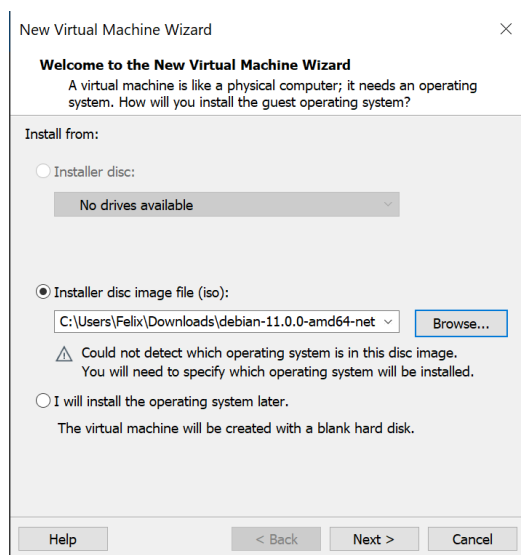 New Virtual Machine Wizard
Welcome to the New Virtual Machine Wizard
A virtual machine is like a physical computer; it needs an operating
system. How will you install the guest operating system?
Install from:
Installer disc:
No drives available
Installer disc image file (iso):
C:\Users\Felix\Downloads\debian-11.0.0-amd64-net
Browse...
Could not detect which operating system is in this disc image.
You will need to specify which operating system will be installed.
I will install the operating system later.
The virtual machine will be created with a blank hard disk.
Help
< Back
Next >
Cancel